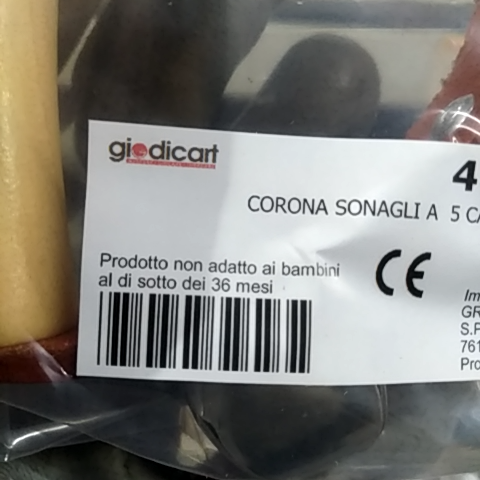 giodicart
4
CORONA SONAGLI A 5 CA
Prodotto non adatto ai bambini
al di sotto dei 36 mesi
CE
Im
GR
S.P
761
Pro